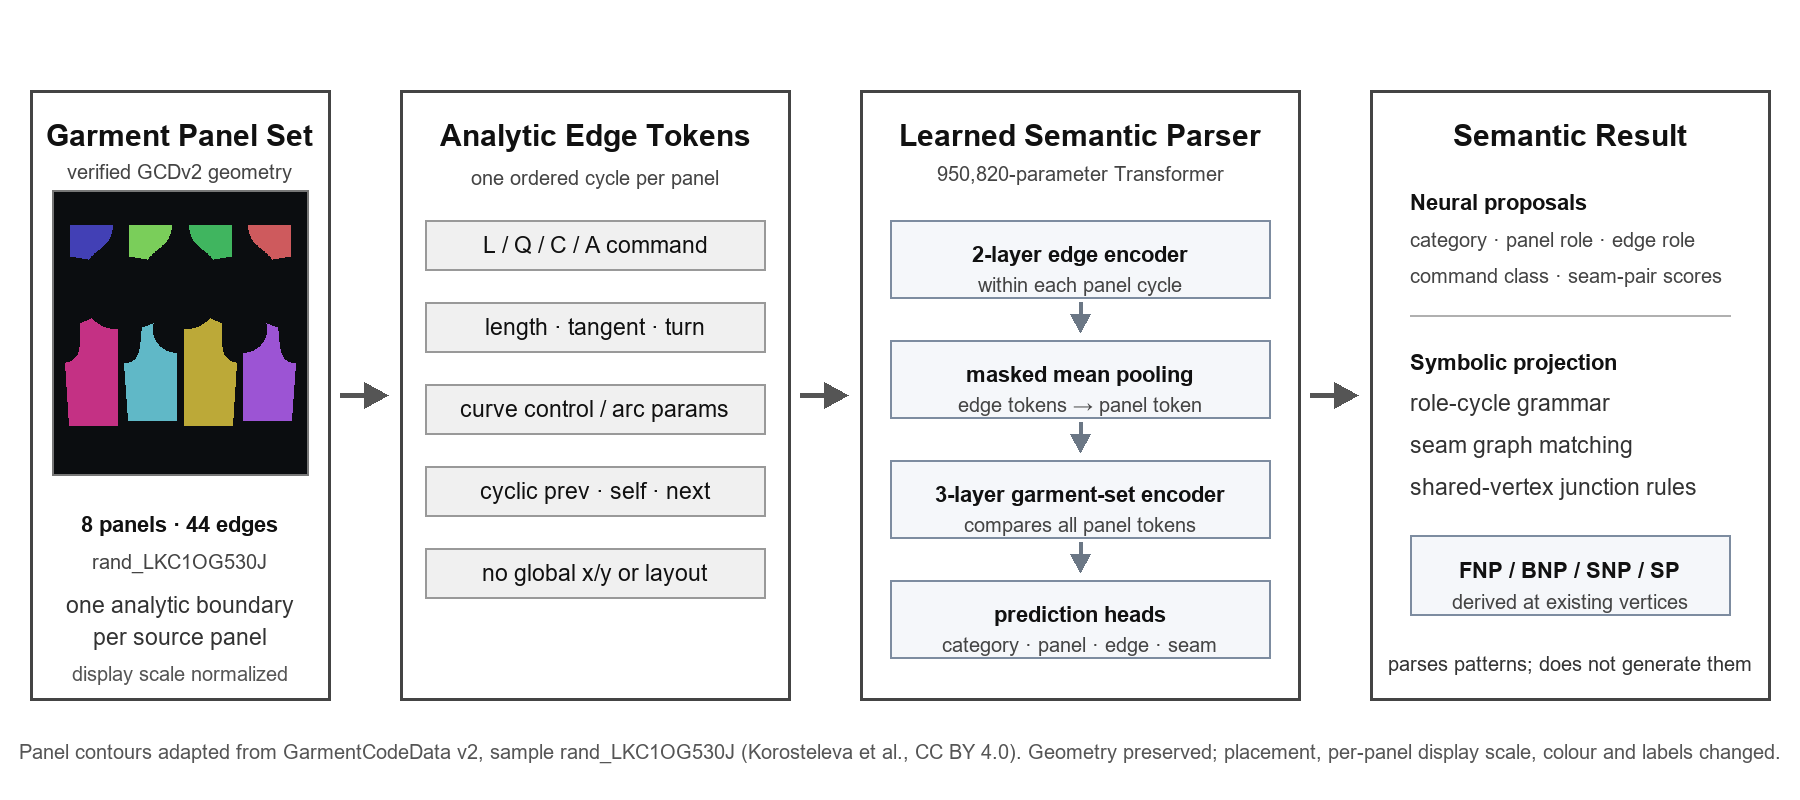 Garment Panel Set
verified GCDv2 geometry
8 panels · 44 edges
rand_LKC1OG530J
one analytic boundary
per source panel
display scale normalized
Analytic Edge Tokens
one ordered cycle per panel
L / Q / C / A command
length · tangent · turn
curve control / arc params
cyclic prev · self · next
no global x/y or layout
Learned Semantic Parser
950,820-parameter Transformer
2-layer edge encoder
within each panel cycle
masked mean pooling
edge tokens → panel token
3-layer garment-set encoder
compares all panel tokens
prediction heads
category · panel · edge · seam
Semantic Result
Neural proposals
category · panel role · edge role
command class · seam-pair scores
Symbolic projection
role-cycle grammar
seam graph matching
shared-vertex junction rules
FNP / BNP / SNP / SP
derived at existing vertices
parses patterns; does not generate them
Panel contours adapted from GarmentCodeData v2, sample rand_LKC1OG530J (Korosteleva et al., CC BY 4.0). Geometry preserved; placement, per-panel display scale, colour and labels changed.